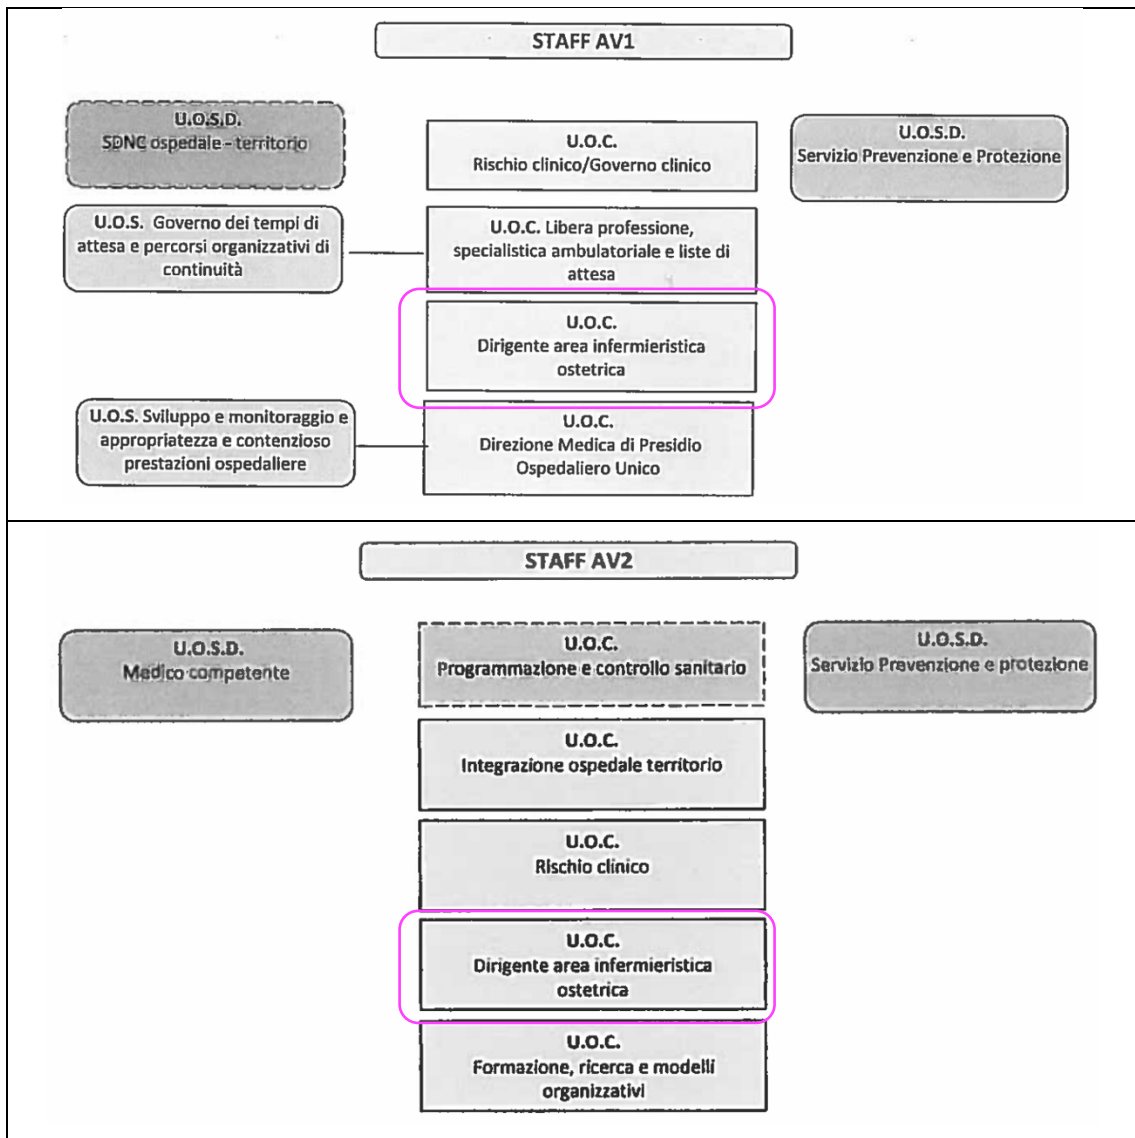 STAFF AV1
U.O.S.D.
SDNC ospedale - territorio
U.O.C.
Rischio clinico/Governo clinico
U.O.S.D.
Servizio Prevenzione e Protezione
U.O.S. Governo dei tempi di
attesa e percorsi organizzativi di
continuità
U.O.C. Libera professione,
specialistica ambulatoriale e liste di
attesa
U.O.C.
Dirigente area infermieristica
ostetrica
U.O.S. Sviluppo e monitoraggio e
appropriatezza e contenzioso
prestazioni ospedaliere
U.O.C.
Direzione Medica di Presidio
Ospedaliero Unico
STAFF AV2
U.O.S.D.
Medico competente
U.O.C.
Programmazione e controllo sanitario
U.O.S.D.
Servizio Prevenzione e protezione
U.O.C.
Integrazione ospedale territorio
U.O.C.
Rischio clinico
U.O.C.
Dirigente area infermieristica
ostetrica
U.O.C.
Formazione, ricerca e modelli
organizzativi